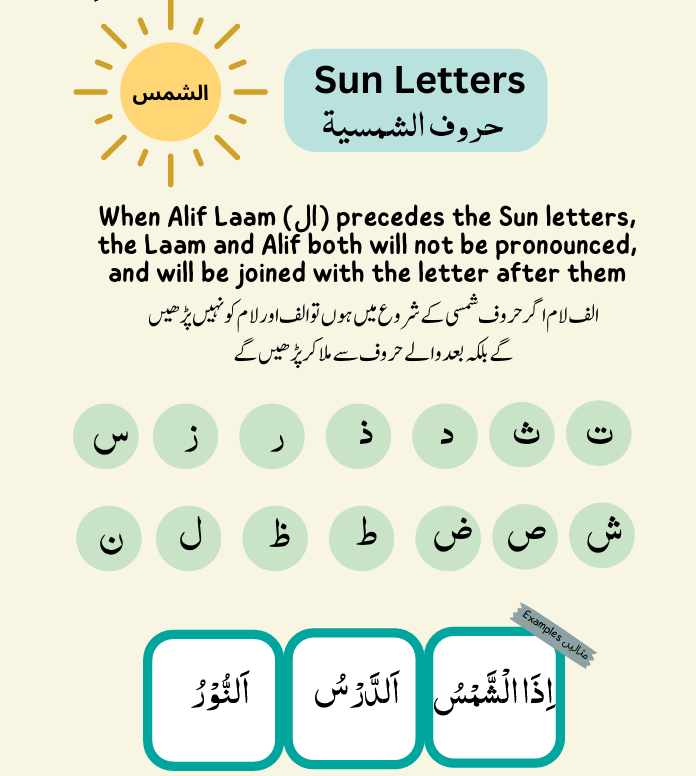 الشمس
Sun Letters
حروف الشمسية
When Alif Laam (ال) precedes the Sun letters,
the Laam and Alif both will not be pronounced,
and will be joined with the letter after them
الف لام اگر حروف شمسی کے شروع میں ہوں تو الف اور لام کو نہیں پڑھیں
گے بلکہ بعد والے حروف سے ملا کر پڑھیں گے
ت ث د ذ ر ز س
ش ص ض ط ظ ل ن
Examples مثالیں
اِذَا الْشَّمْسُ اَلدَّرْسُ اَلنُّوْرُ